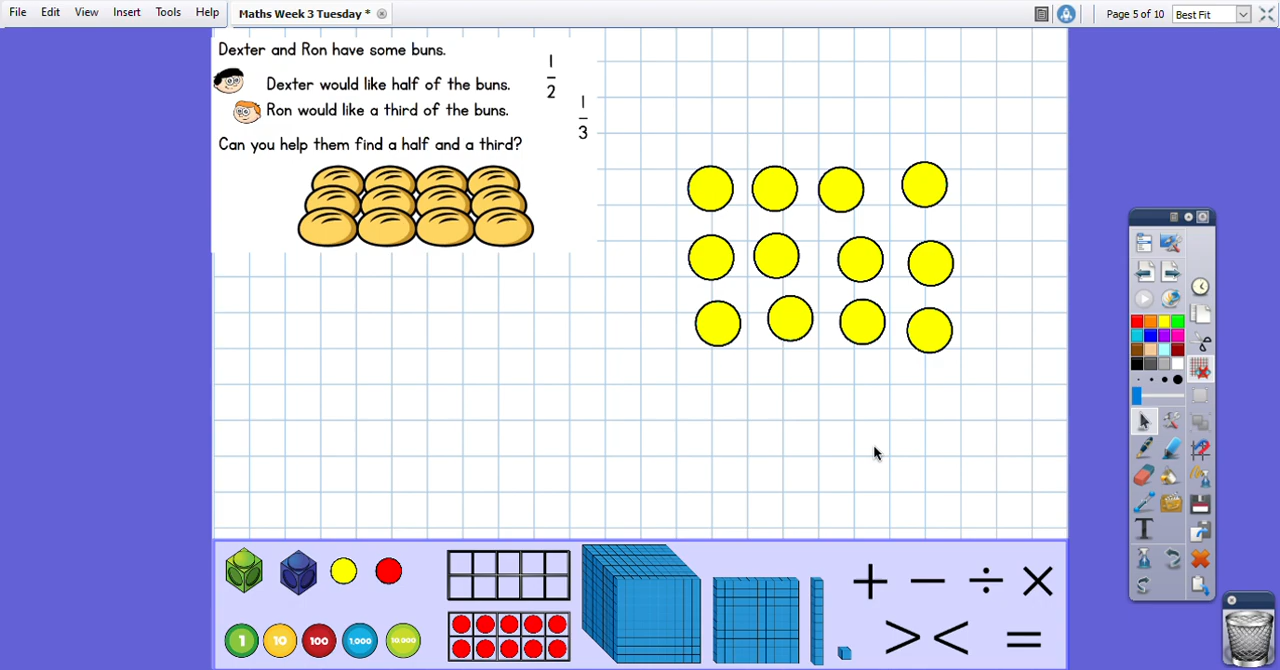 File Edit View Insert Tools Help
Maths Week 3 Tuesday *
Page 5 of 10
Best Fit
Dexter and Ron have some buns.
Dexter would like half of the buns.
1/2
Ron would like a third of the buns.
1/3
Can you help them find a half and a third?
+ − ÷ ×
1 10 100 1,000 10,000
> < =
T